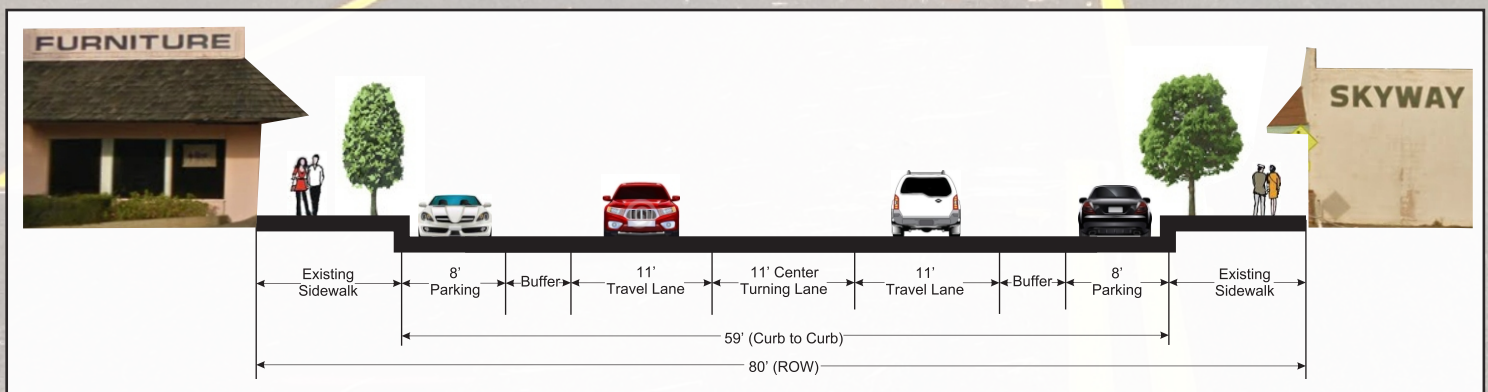 FURNITURE
SKYWAY
Existing
Sidewalk
8'
Parking
Buffer
11'
Travel Lane
11' Center
Turning Lane
11'
Travel Lane
Buffer
8'
Parking
Existing
Sidewalk
59' (Curb to Curb)
80' (ROW)